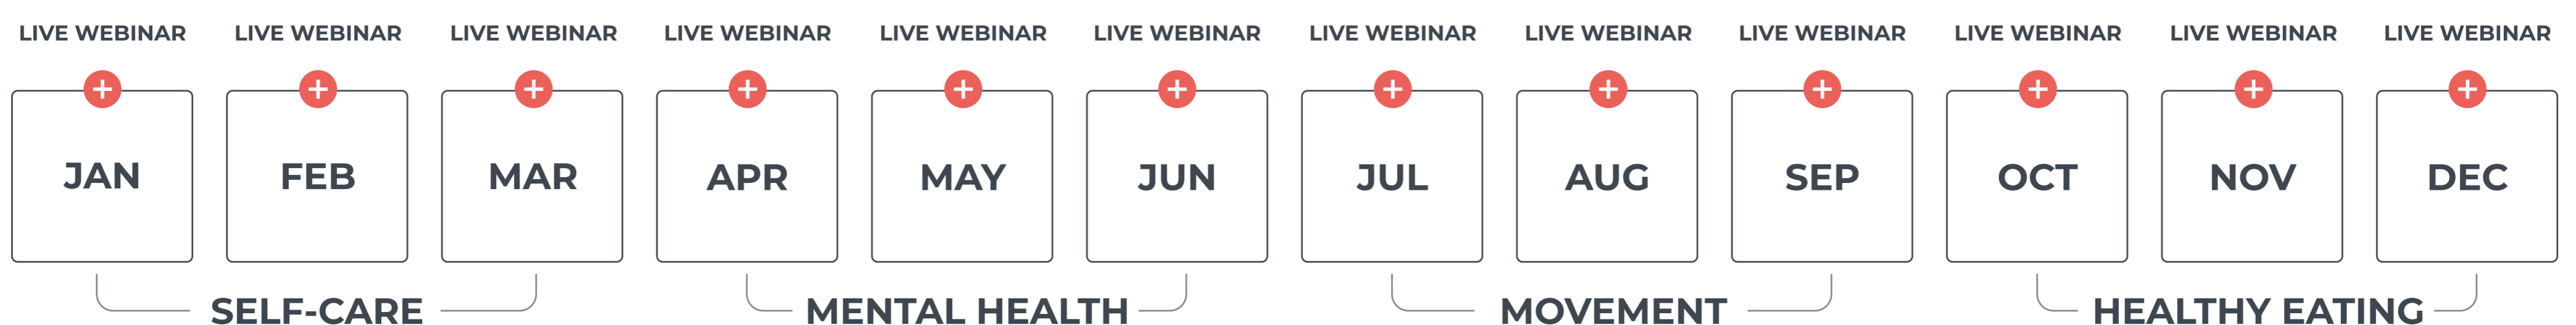 LIVE WEBINAR LIVE WEBINAR LIVE WEBINAR LIVE WEBINAR LIVE WEBINAR LIVE WEBINAR LIVE WEBINAR LIVE WEBINAR LIVE WEBINAR LIVE WEBINAR LIVE WEBINAR LIVE WEBINAR
+ + + + + + + + + + + +
JAN FEB MAR APR MAY JUN JUL AUG SEP OCT NOV DEC
SELF-CARE MENTAL HEALTH MOVEMENT HEALTHY EATING